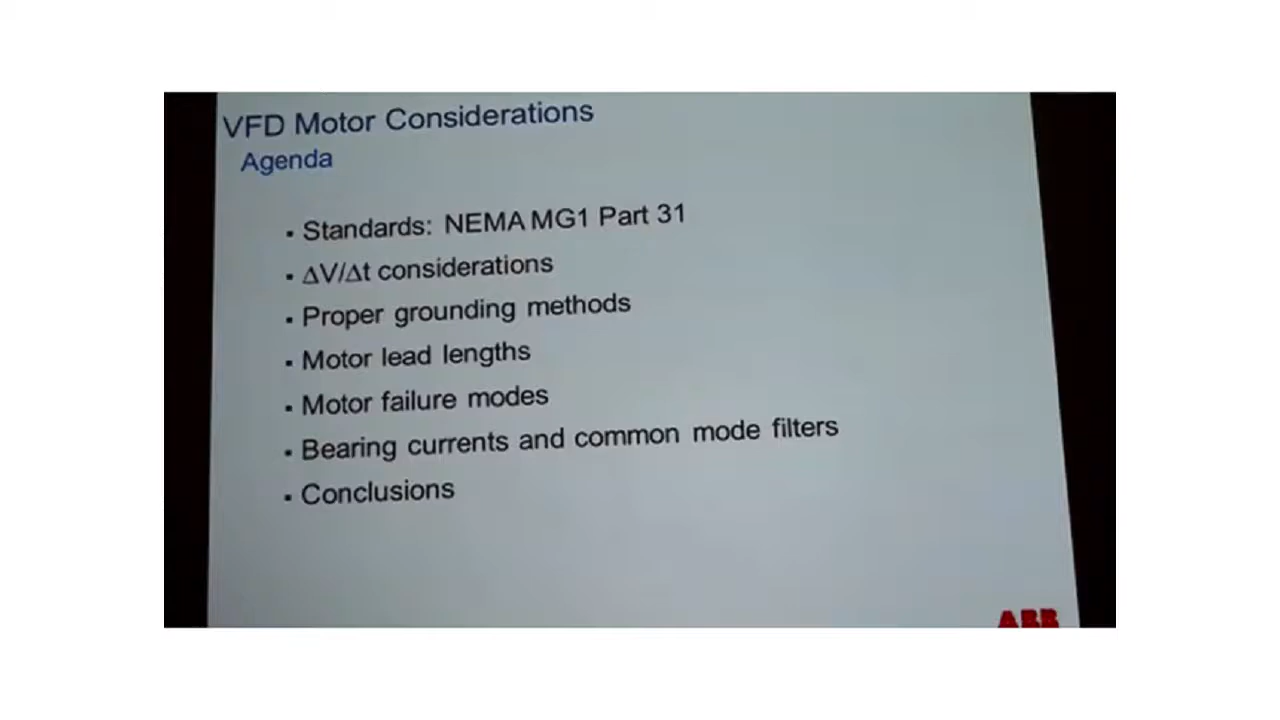 VFD Motor Considerations
Agenda
▪ Standards: NEMA MG1 Part 31
▪ ΔV/Δt considerations
▪ Proper grounding methods
▪ Motor lead lengths
▪ Motor failure modes
▪ Bearing currents and common mode filters
▪ Conclusions
ABB